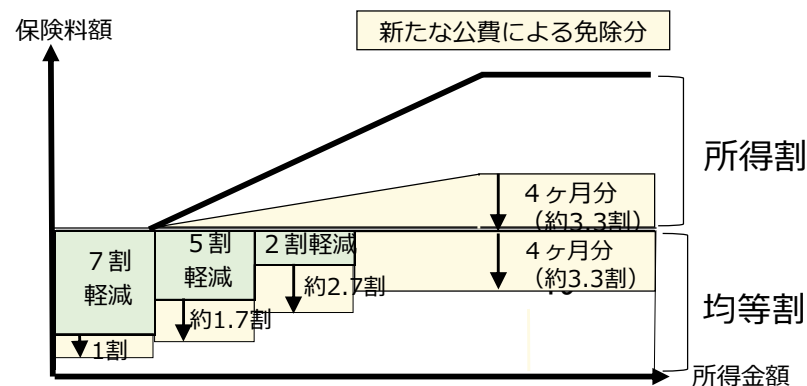 保険料額
新たな公費による免除分
所得割
4ヶ月分
（約3.3割）
7割
軽減
5割
軽減
2割軽減
4ヶ月分
（約3.3割）
約2.7割
約1.7割
1割
均等割
所得金額